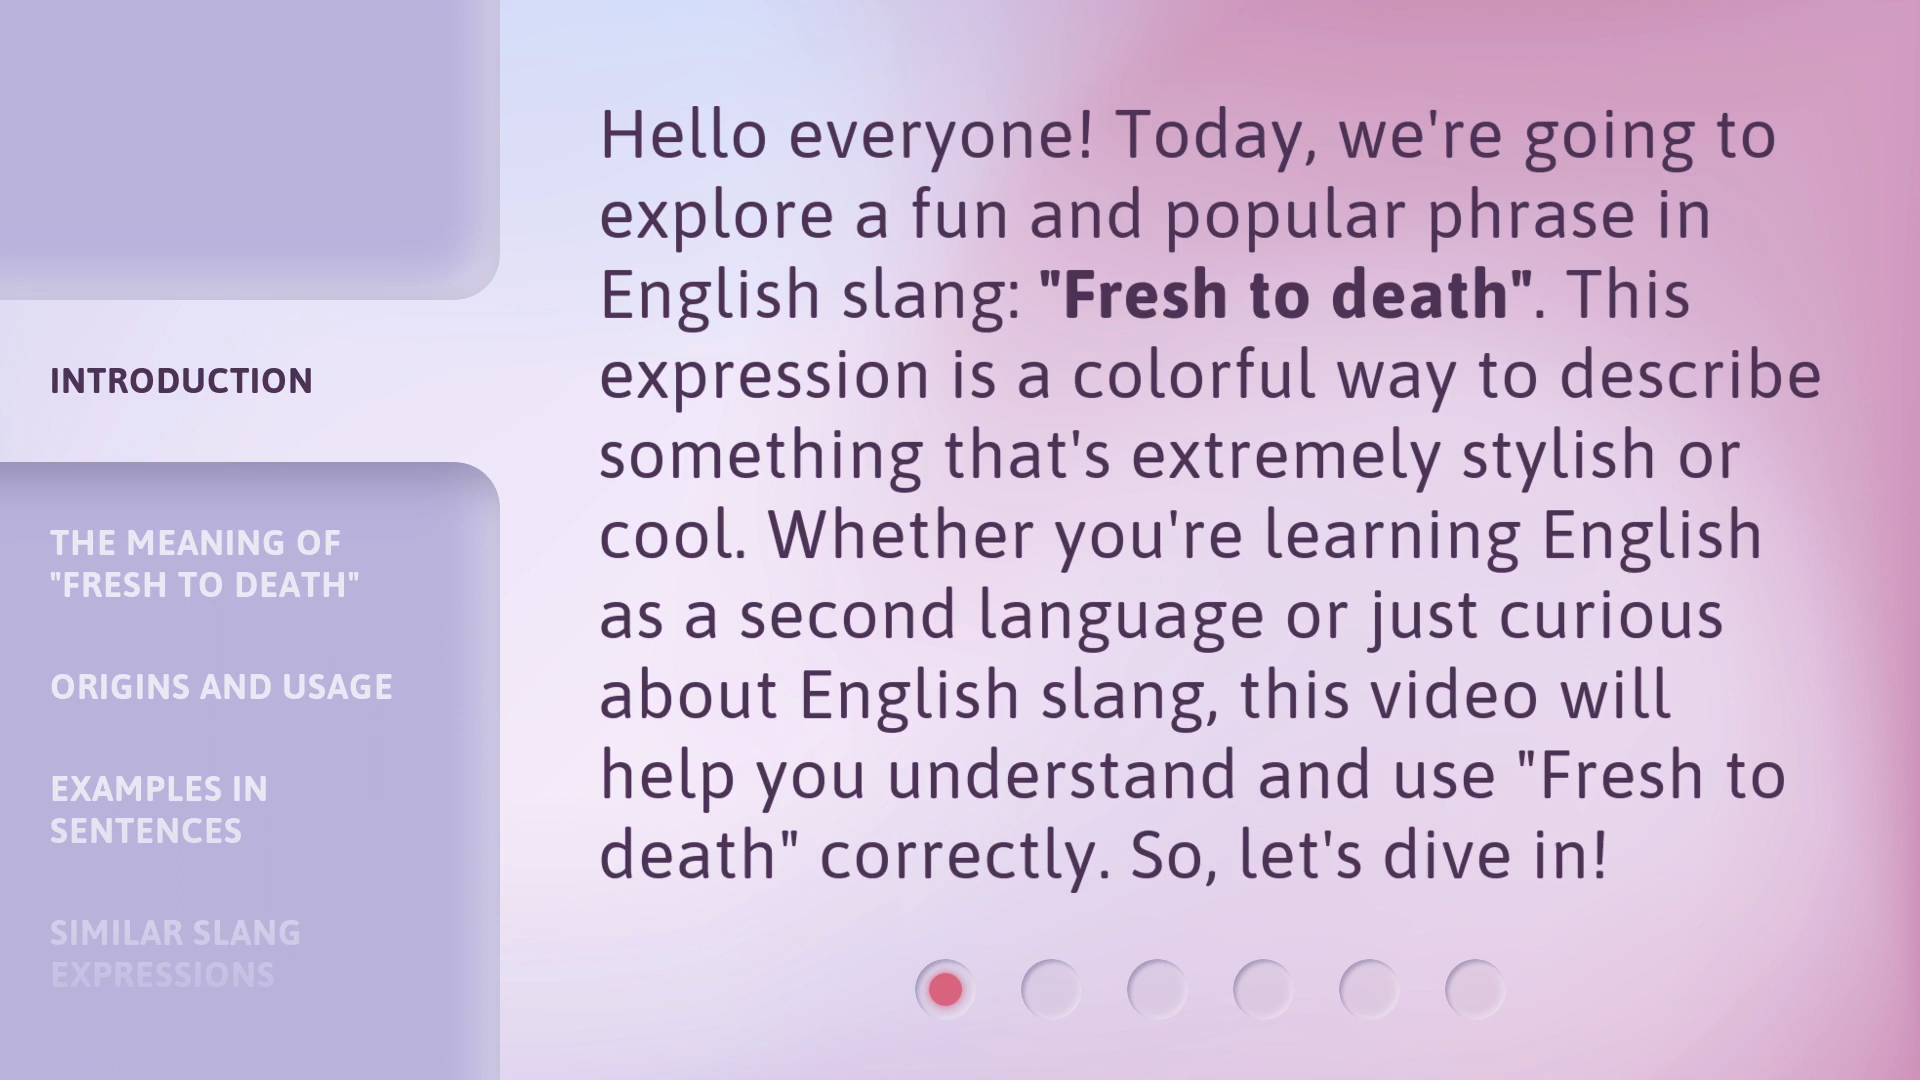 INTRODUCTION
THE MEANING OF
"FRESH TO DEATH"
ORIGINS AND USAGE
EXAMPLES IN
SENTENCES
SIMILAR SLANG
EXPRESSIONS
Hello everyone! Today, we're going to
explore a fun and popular phrase in
English slang: "Fresh to death". This
expression is a colorful way to describe
something that's extremely stylish or
cool. Whether you're learning English
as a second language or just curious
about English slang, this video will
help you understand and use "Fresh to
death" correctly. So, let's dive in!